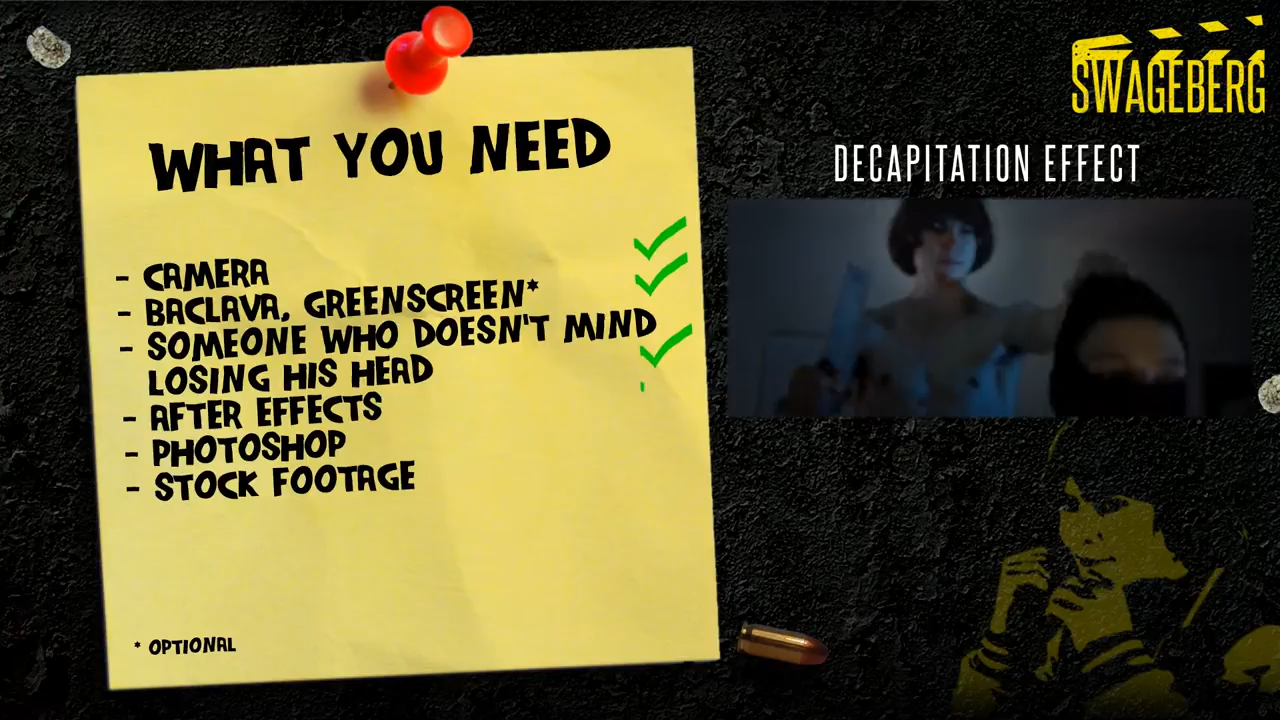 WHAT YOU NEED
- CAMERA
- BACLAVA, GREENSCREEN*
- SOMEONE WHO DOESN'T MIND
LOSING HIS HEAD
- AFTER EFFECTS
- PHOTOSHOP
- STOCK FOOTAGE
* OPTIONAL
SWAGEBERG
DECAPITATION EFFECT